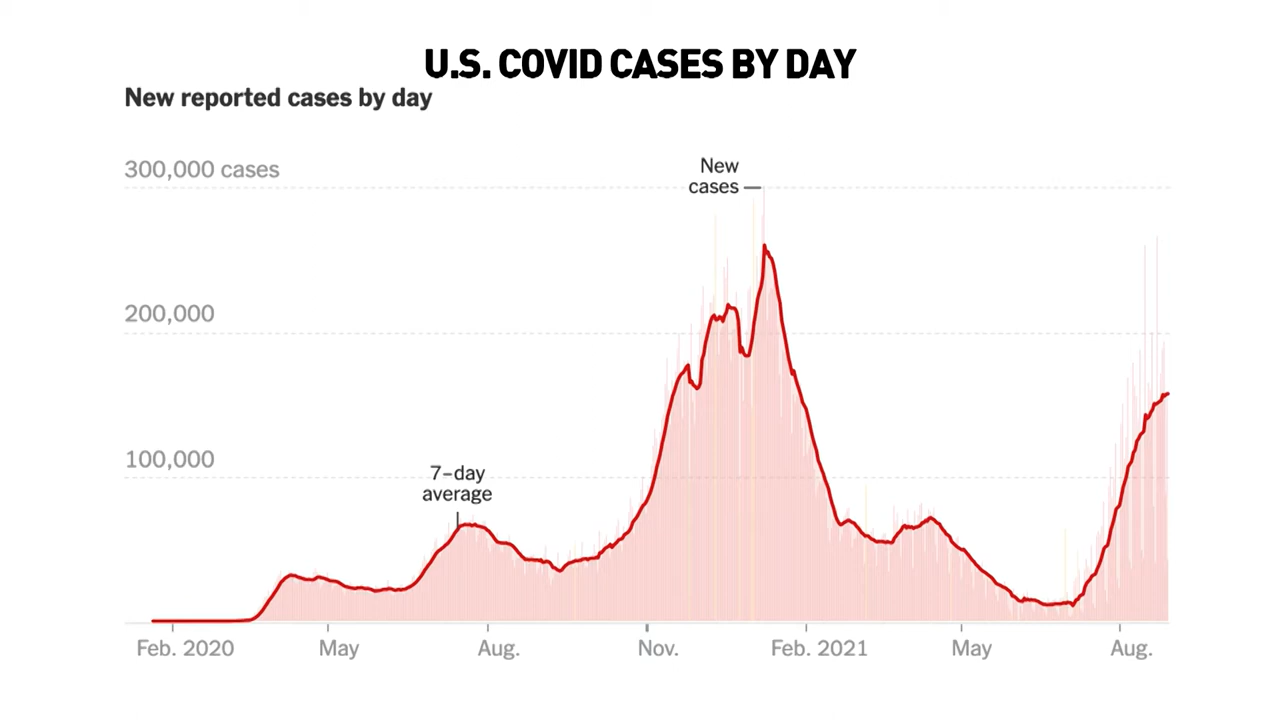 U.S. COVID CASES BY DAY
New reported cases by day
300,000 cases
New
cases
200,000
100,000
7–day
average
Feb. 2020
May
Aug.
Nov.
Feb. 2021
May
Aug.